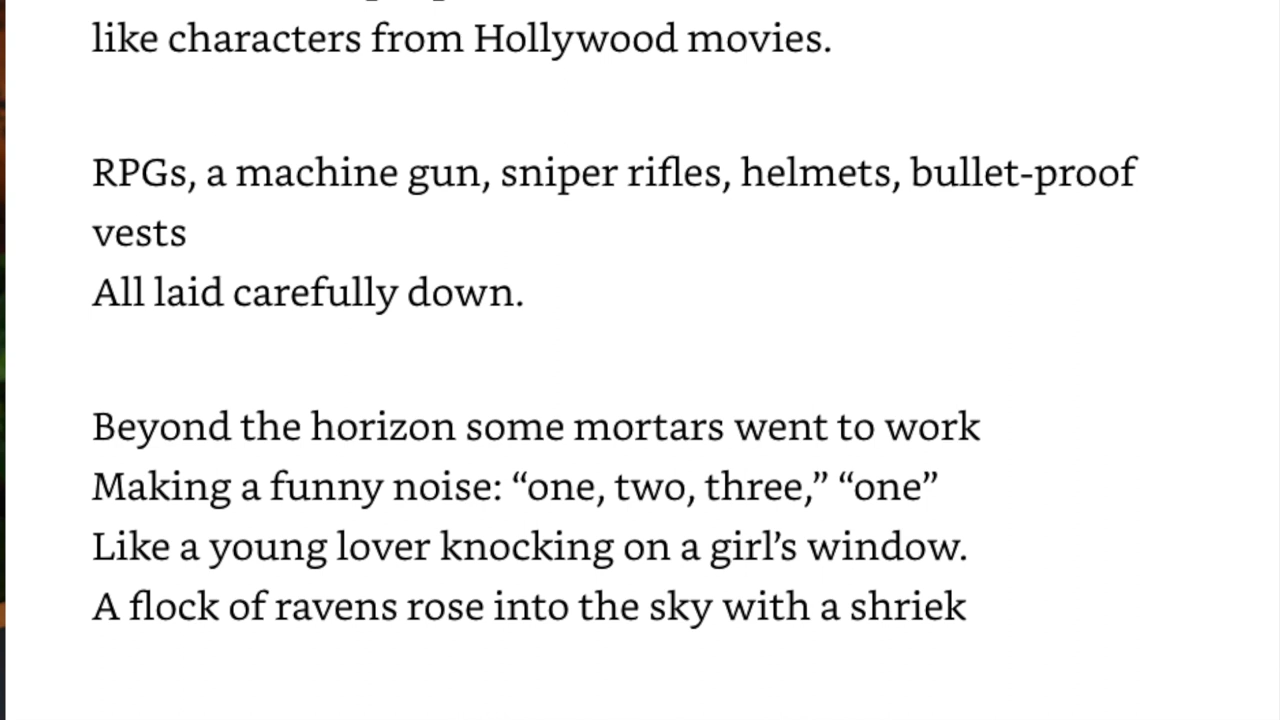 like characters from Hollywood movies.
RPGs, a machine gun, sniper rifles, helmets, bullet-proof
vests
All laid carefully down.
Beyond the horizon some mortars went to work
Making a funny noise: “one, two, three,” “one”
Like a young lover knocking on a girl’s window.
A flock of ravens rose into the sky with a shriek